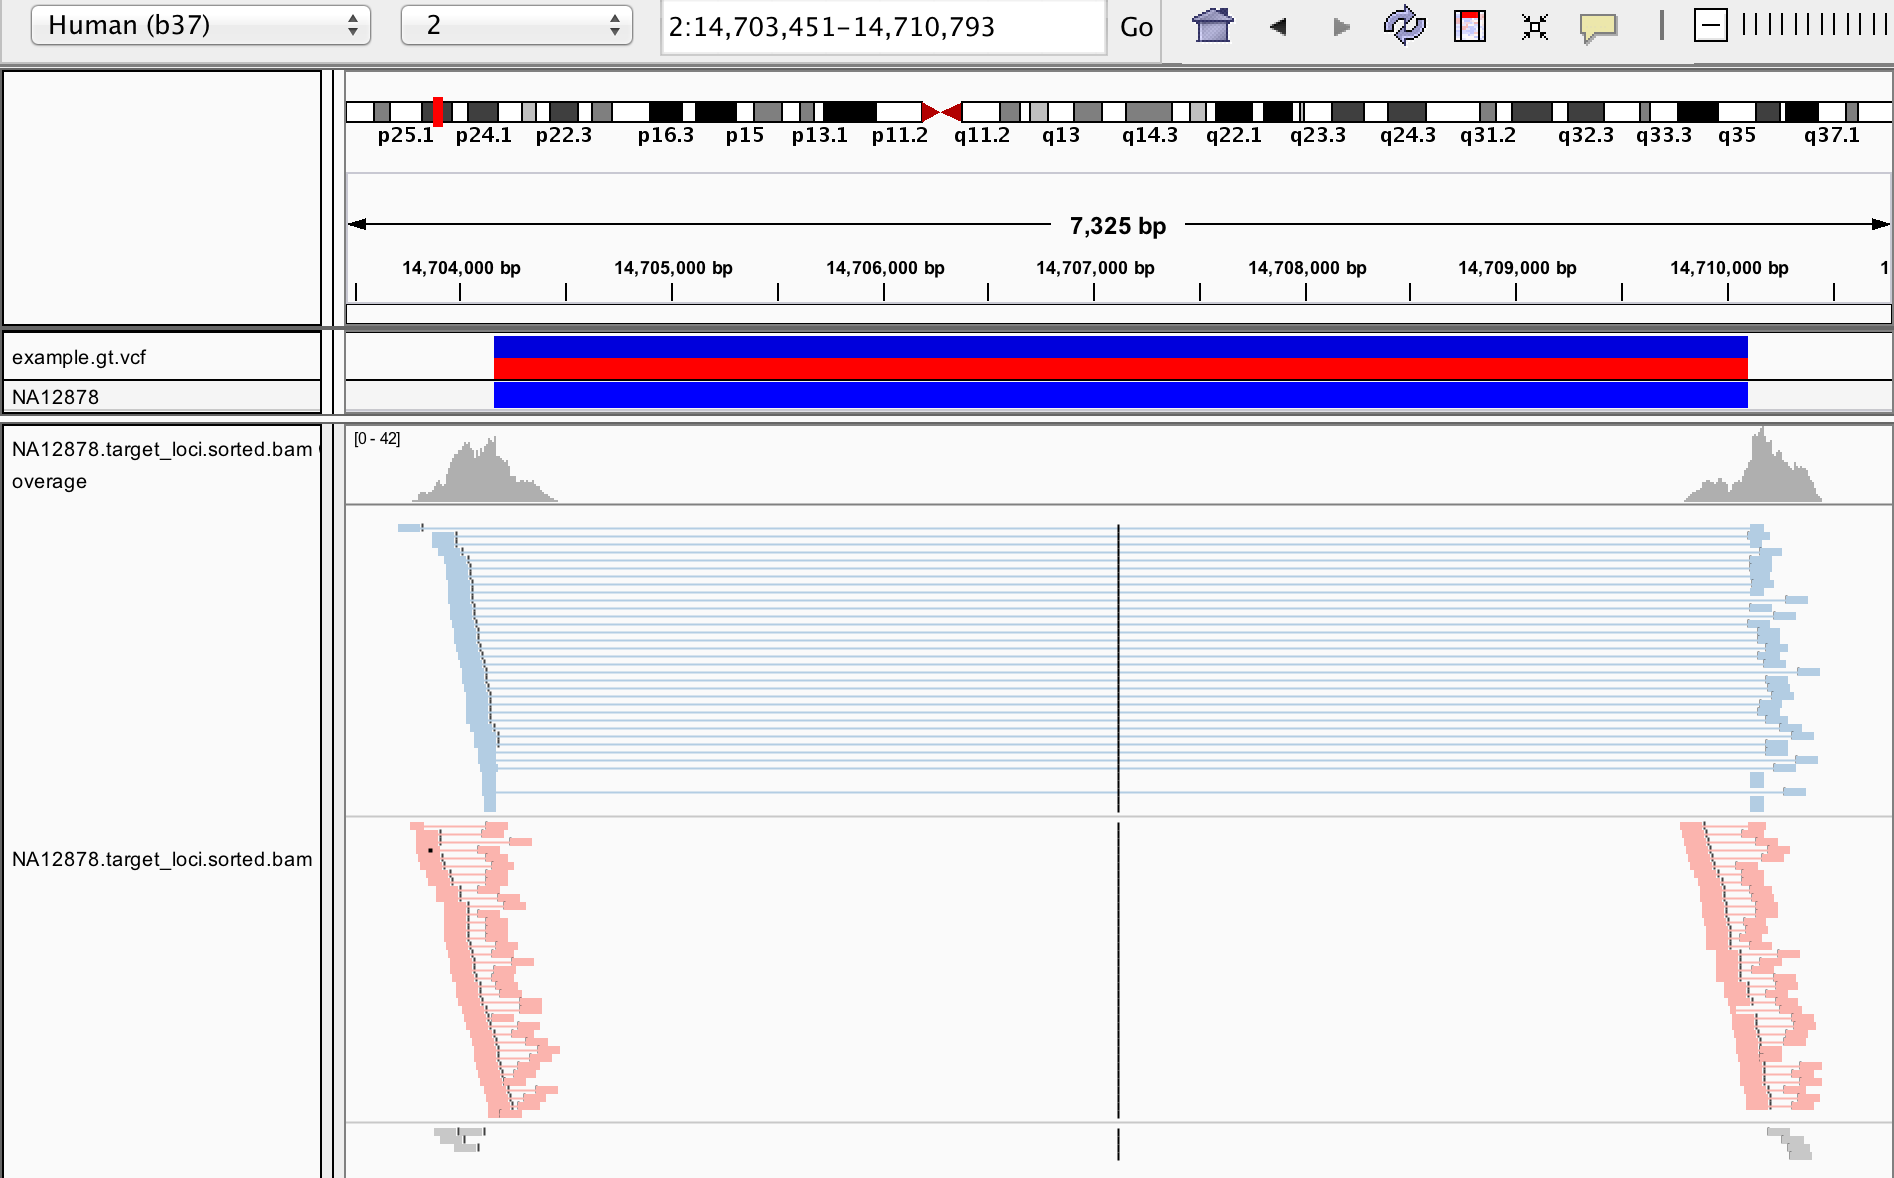 Human (b37) 2 2:14,703,451-14,710,793 Go
p25.1 p24.1 p22.3 p16.3 p15 p13.1 p11.2 q11.2 q13 q14.3 q22.1 q23.3 q24.3 q31.2 q32.3 q33.3 q35 q37.1
7,325 bp
14,704,000 bp 14,705,000 bp 14,706,000 bp 14,707,000 bp 14,708,000 bp 14,709,000 bp 14,710,000 bp 1
example.gt.vcf
NA12878
NA12878.target_loci.sorted.bam
overage
[0 - 42]
NA12878.target_loci.sorted.bam